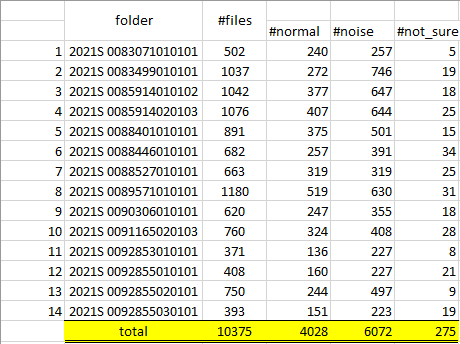 folder #files #normal #noise #not_sure
1 2021S 0083071010101 502 240 257 5
2 2021S 0083499010101 1037 272 746 19
3 2021S 0085914010102 1042 377 647 18
4 2021S 0085914020103 1076 407 644 25
5 2021S 0088401010101 891 375 501 15
6 2021S 0088446010101 682 257 391 34
7 2021S 0088527010101 663 319 319 25
8 2021S 0089571010101 1180 519 630 31
9 2021S 0090306010101 620 247 355 18
10 2021S 0091165020103 760 324 408 28
11 2021S 0092853010101 371 136 227 8
12 2021S 0092855010101 408 160 227 21
13 2021S 0092855020101 750 244 497 9
14 2021S 0092855030101 393 151 223 19
total 10375 4028 6072 275